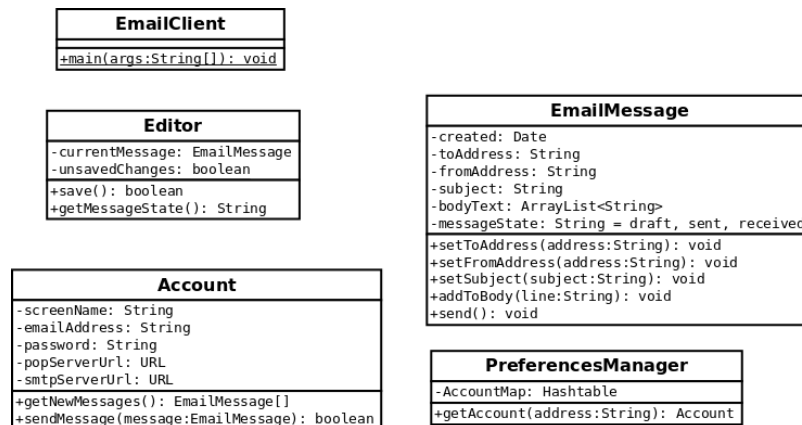 EmailClient
+main(args:String[]): void
Editor
-currentMessage: EmailMessage
-unsavedChanges: boolean
+save(): boolean
+getMessageState(): String
Account
-screenName: String
-emailAddress: String
-password: String
-popServerUrl: URL
-smtpServerUrl: URL
+getNewMessages(): EmailMessage[]
+sendMessage(message:EmailMessage): boolean
EmailMessage
-created: Date
-toAddress: String
-fromAddress: String
-subject: String
-bodyText: ArrayList<String>
-messageState: String = draft, sent, received
+setToAddress(address:String): void
+setFromAddress(address:String): void
+setSubject(subject:String): void
+addToBody(line:String): void
+send(): void
PreferencesManager
-AccountMap: Hashtable
+getAccount(address:String): Account